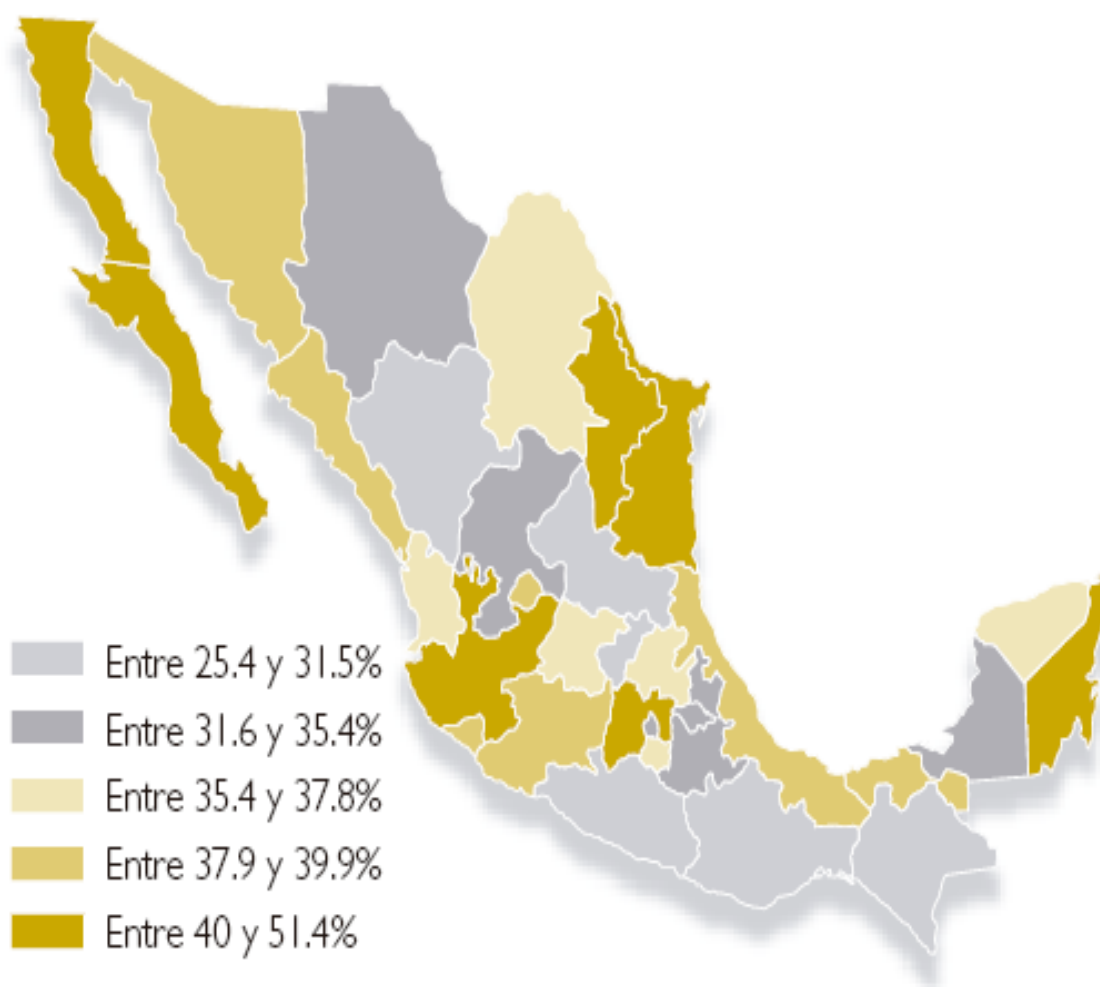 Entre 25.4 y 31.5%
Entre 31.6 y 35.4%
Entre 35.4 y 37.8%
Entre 37.9 y 39.9%
Entre 40 y 51.4%